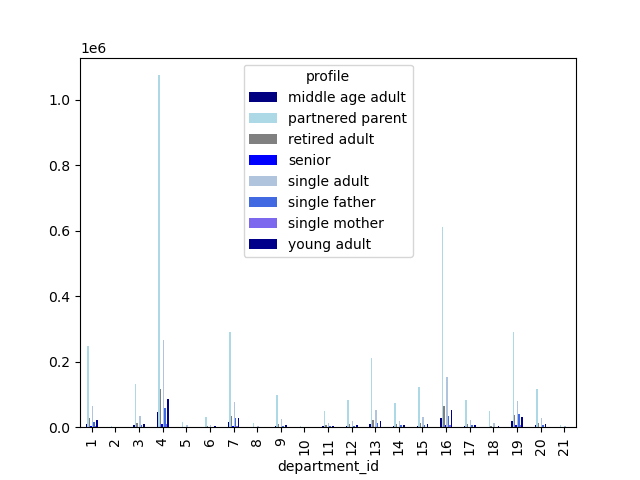 1e6
1.0
0.8
0.6
0.4
0.2
0.0
profile
middle age adult
partnered parent
retired adult
senior
single adult
single father
single mother
young adult
1 2 3 4 5 6 7 8 9 10 11 12 13 14 15 16 17 18 19 20 21
department_id